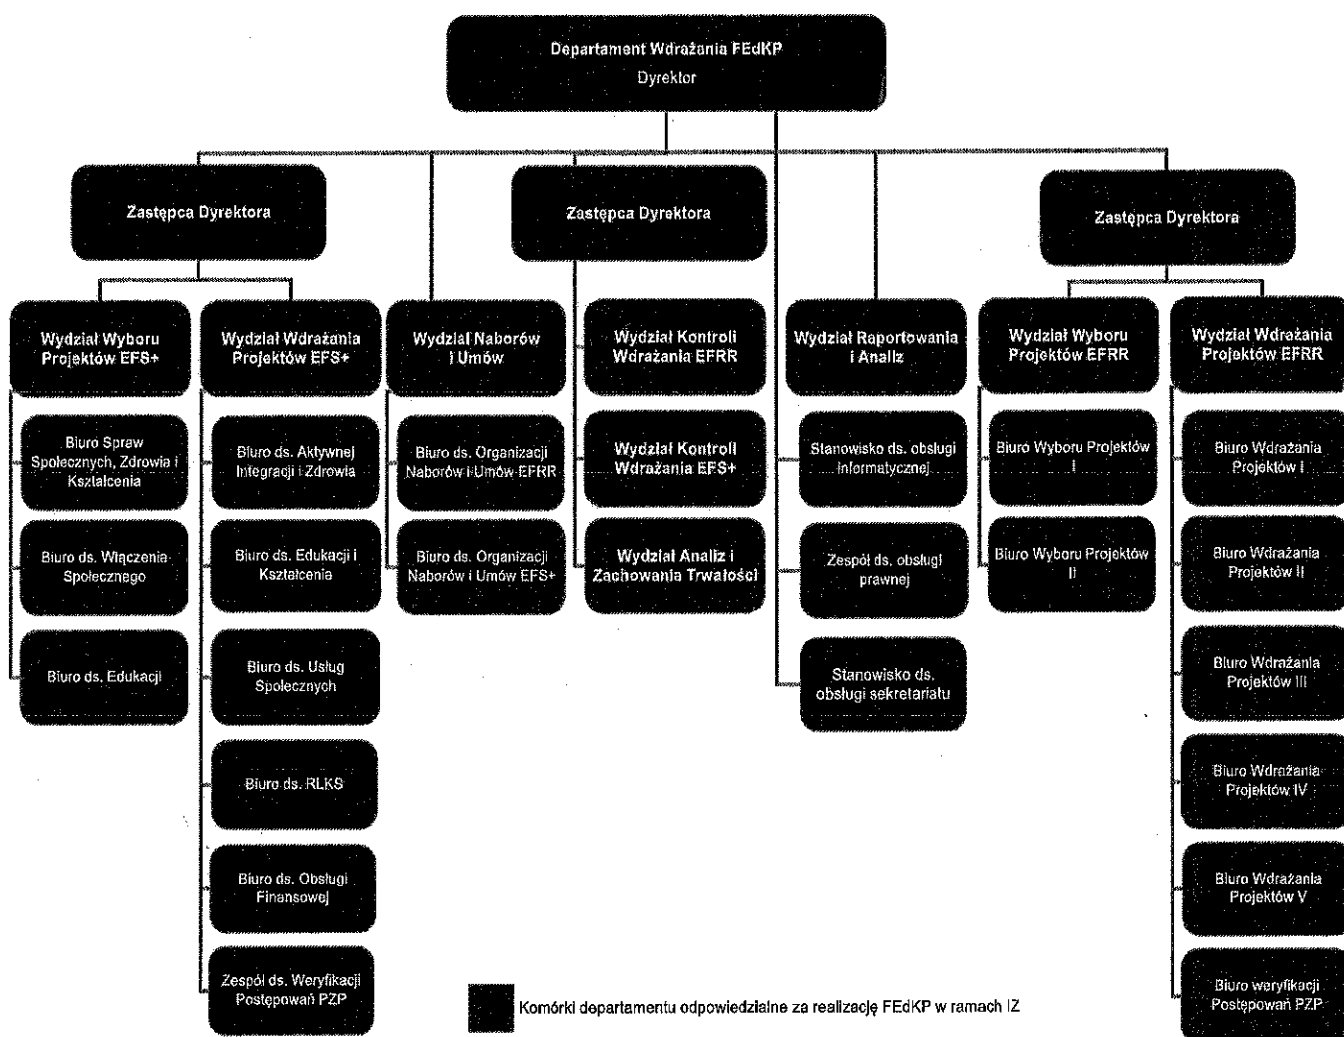 Departament Wdrażania FEdKP
Dyrektor
Zastępca Dyrektora
Zastępca Dyrektora
Zastępca Dyrektora
Wydział Wyboru
Projektów EFS+
Biuro Spraw
Społecznych, Zdrowia i
Kształcenia
Biuro ds. Włączenia
Społecznego
Biuro ds. Edukacji
Wydział Wdrażania
Projektów EFS+
Biuro ds. Aktywnej
Integracji i Zdrowia
Biuro ds. Edukacji i
Kształcenia
Biuro ds. Usług
Społecznych
Biuro ds. RLKS
Biuro ds. Obsługi
Finansowej
Zespół ds. Weryfikacji
Postępowań PZP
Wydział Naborów
i Umów
Biuro ds. Organizacji
Naborów i Umów EFRR
Biuro ds. Organizacji
Naborów i Umów EFS+
Wydział Kontroli
Wdrażania EFRR
Wydział Kontroli
Wdrażania EFS+
Wydział Analiz i
Zachowania Trwałości
Wydział Raportowania
i Analiz
Stanowisko ds. obsługi
informatycznej
Zespół ds. obsługi
prawnej
Stanowisko ds.
obsługi sekretariatu
Wydział Wyboru
Projektów EFRR
Biuro Wyboru Projektów
I
Biuro Wyboru Projektów
II
Wydział Wdrażania
Projektów EFRR
Biuro Wdrażania
Projektów I
Biuro Wdrażania
Projektów II
Biuro Wdrażania
Projektów III
Biuro Wdrażania
Projektów IV
Biuro Wdrażania
Projektów V
Biuro weryfikacji
Postępowań PZP
Komórki departamentu odpowiedzialne za realizację FEdKP w ramach IZ